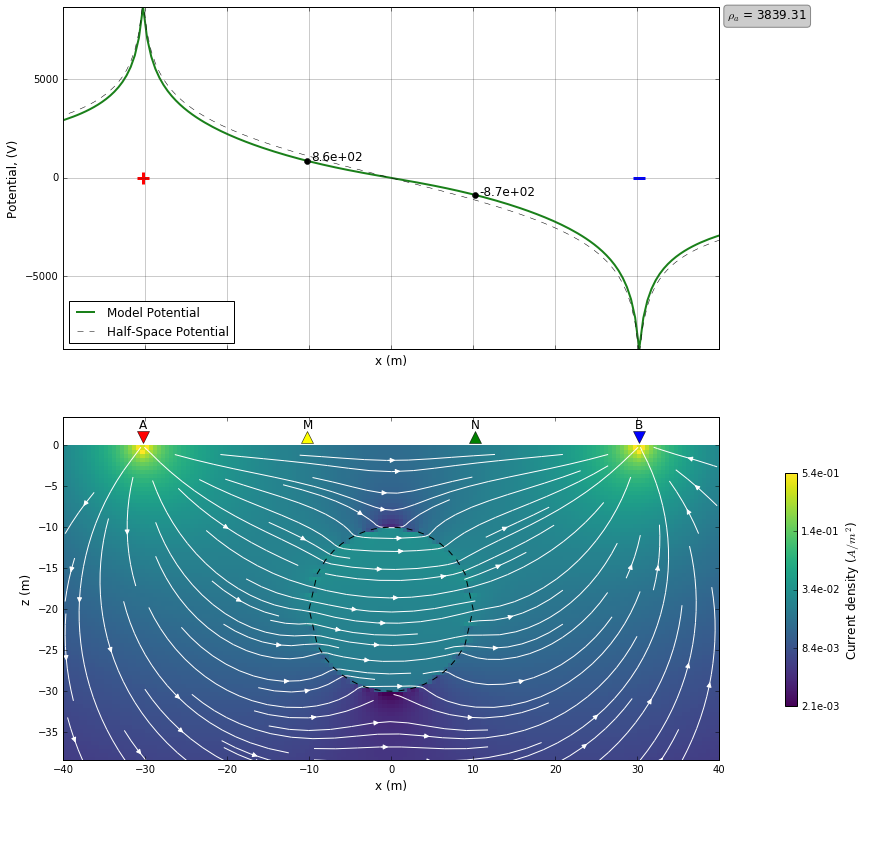 ρa = 3839.31
Potential, (V)
5000
0
−5000
8.6e+02
-8.7e+02
Model Potential
Half-Space Potential
x (m)
A M N B
0
−5
−10
−15
−20
−25
−30
−35
z (m)
−40 −30 −20 −10 0 10 20 30 40
x (m)
5.4e-01
1.4e-01
3.4e-02
8.4e-03
2.1e-03
Current density (A/m²)